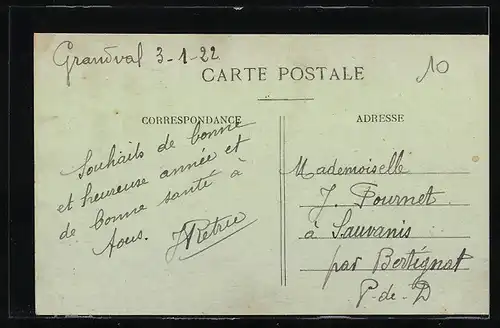 Grandval 3-1-22
10
CARTE POSTALE
CORRESPONDANCE
Souhaits de bonne
et heureuse année et
de bonne santé à
tous.
ADRESSE
Mademoiselle
J. Pournet
à Sauvanis
par Bertignat
P-de-D